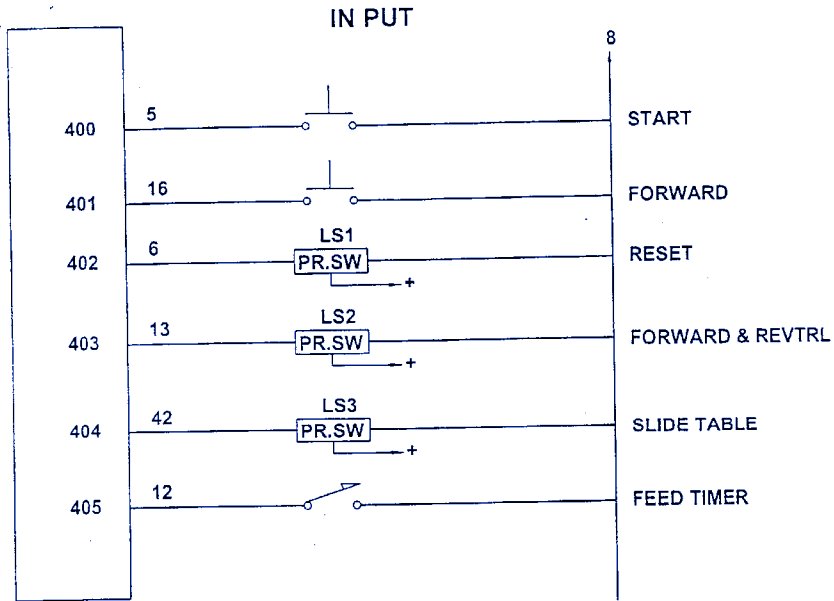 IN PUT
8
400 5 START
401 16 FORWARD
LS1
402 6 PR.SW RESET
+
LS2
403 13 PR.SW FORWARD & REVTRL
+
LS3
404 42 PR.SW SLIDE TABLE
+
405 12 FEED TIMER